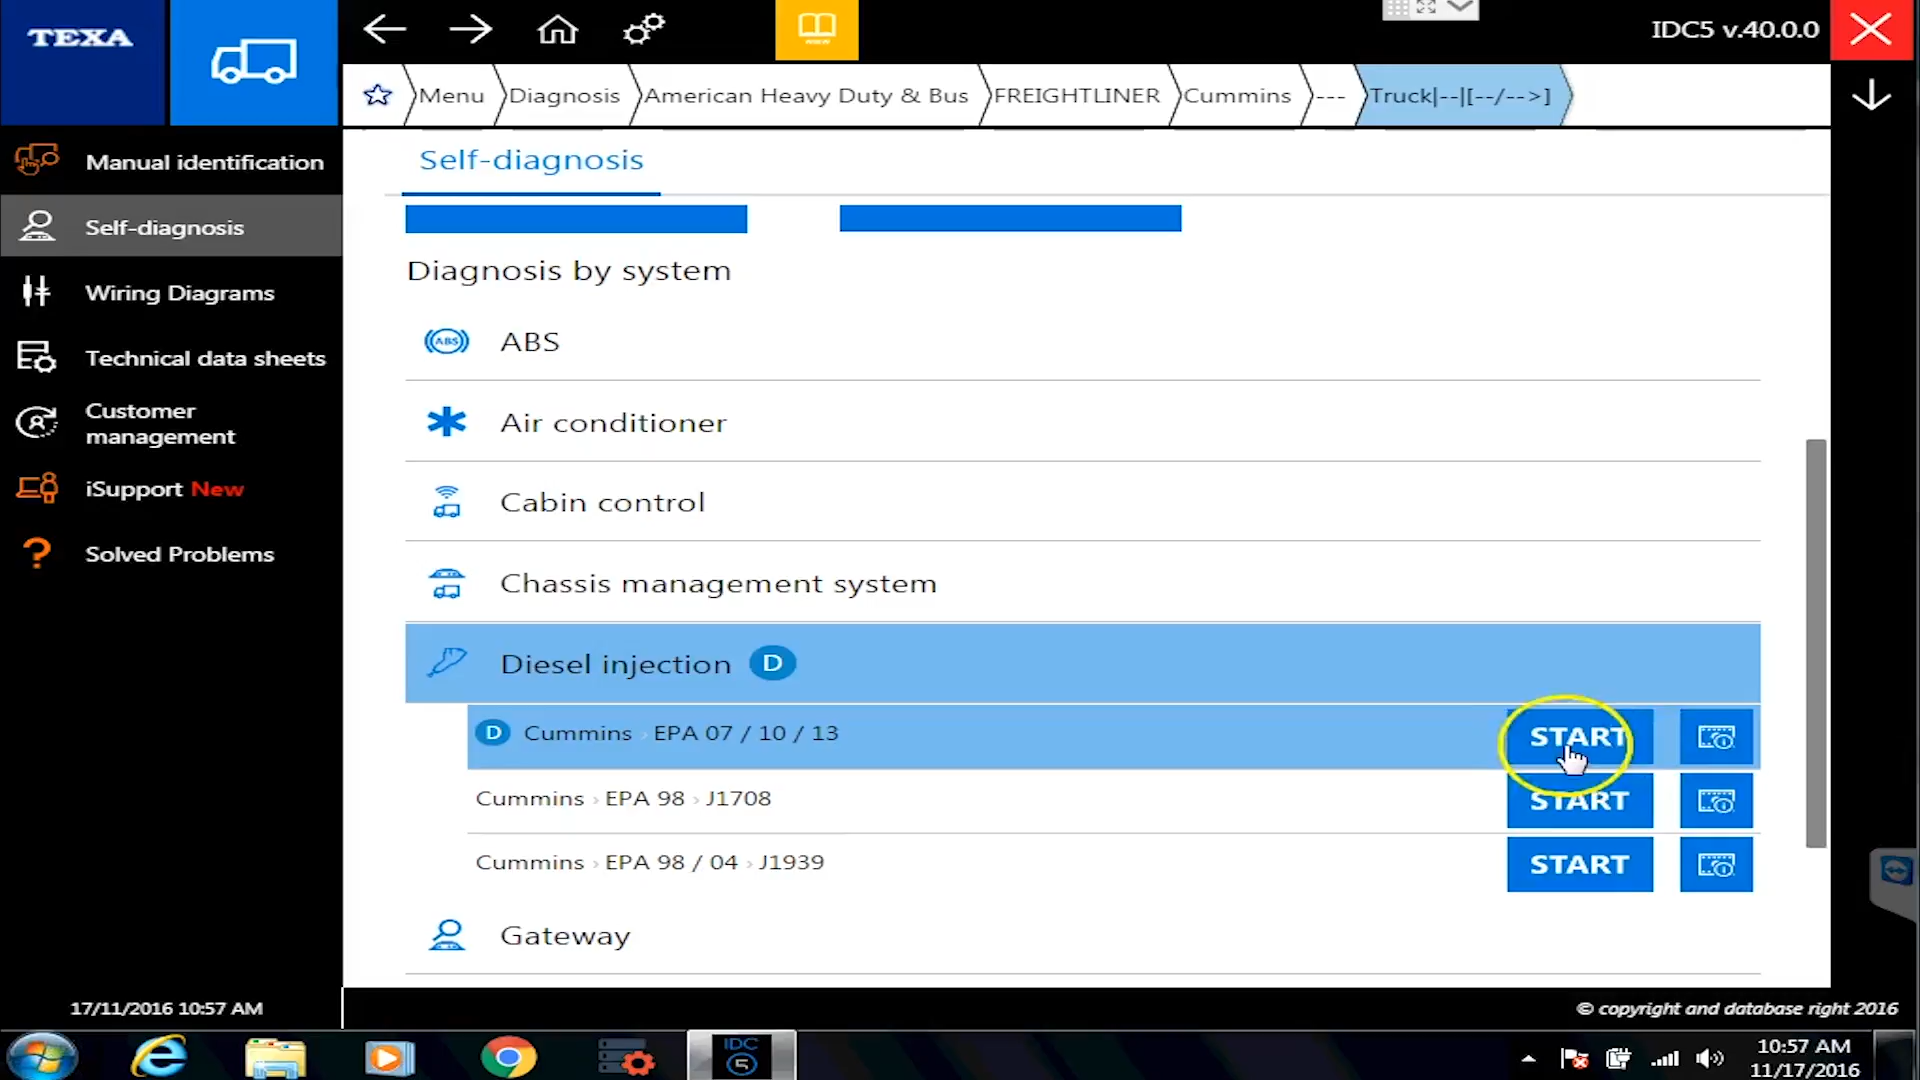 TEXA
IDC5 v.40.0.0
Menu Diagnosis American Heavy Duty & Bus FREIGHTLINER Cummins --- Truck|--|[--/-->]
Manual identification
Self-diagnosis
Wiring Diagrams
Technical data sheets
Customer
management
iSupport New
Solved Problems
Self-diagnosis
Diagnosis by system
ABS ABS
Air conditioner
Cabin control
Chassis management system
Diesel injection D
D Cummins › EPA 07 / 10 / 13 START
Cummins › EPA 98 › J1708 START
Cummins › EPA 98 / 04 › J1939 START
Gateway
17/11/2016 10:57 AM
© copyright and database right 2016
IDC
5
10:57 AM
11/17/2016